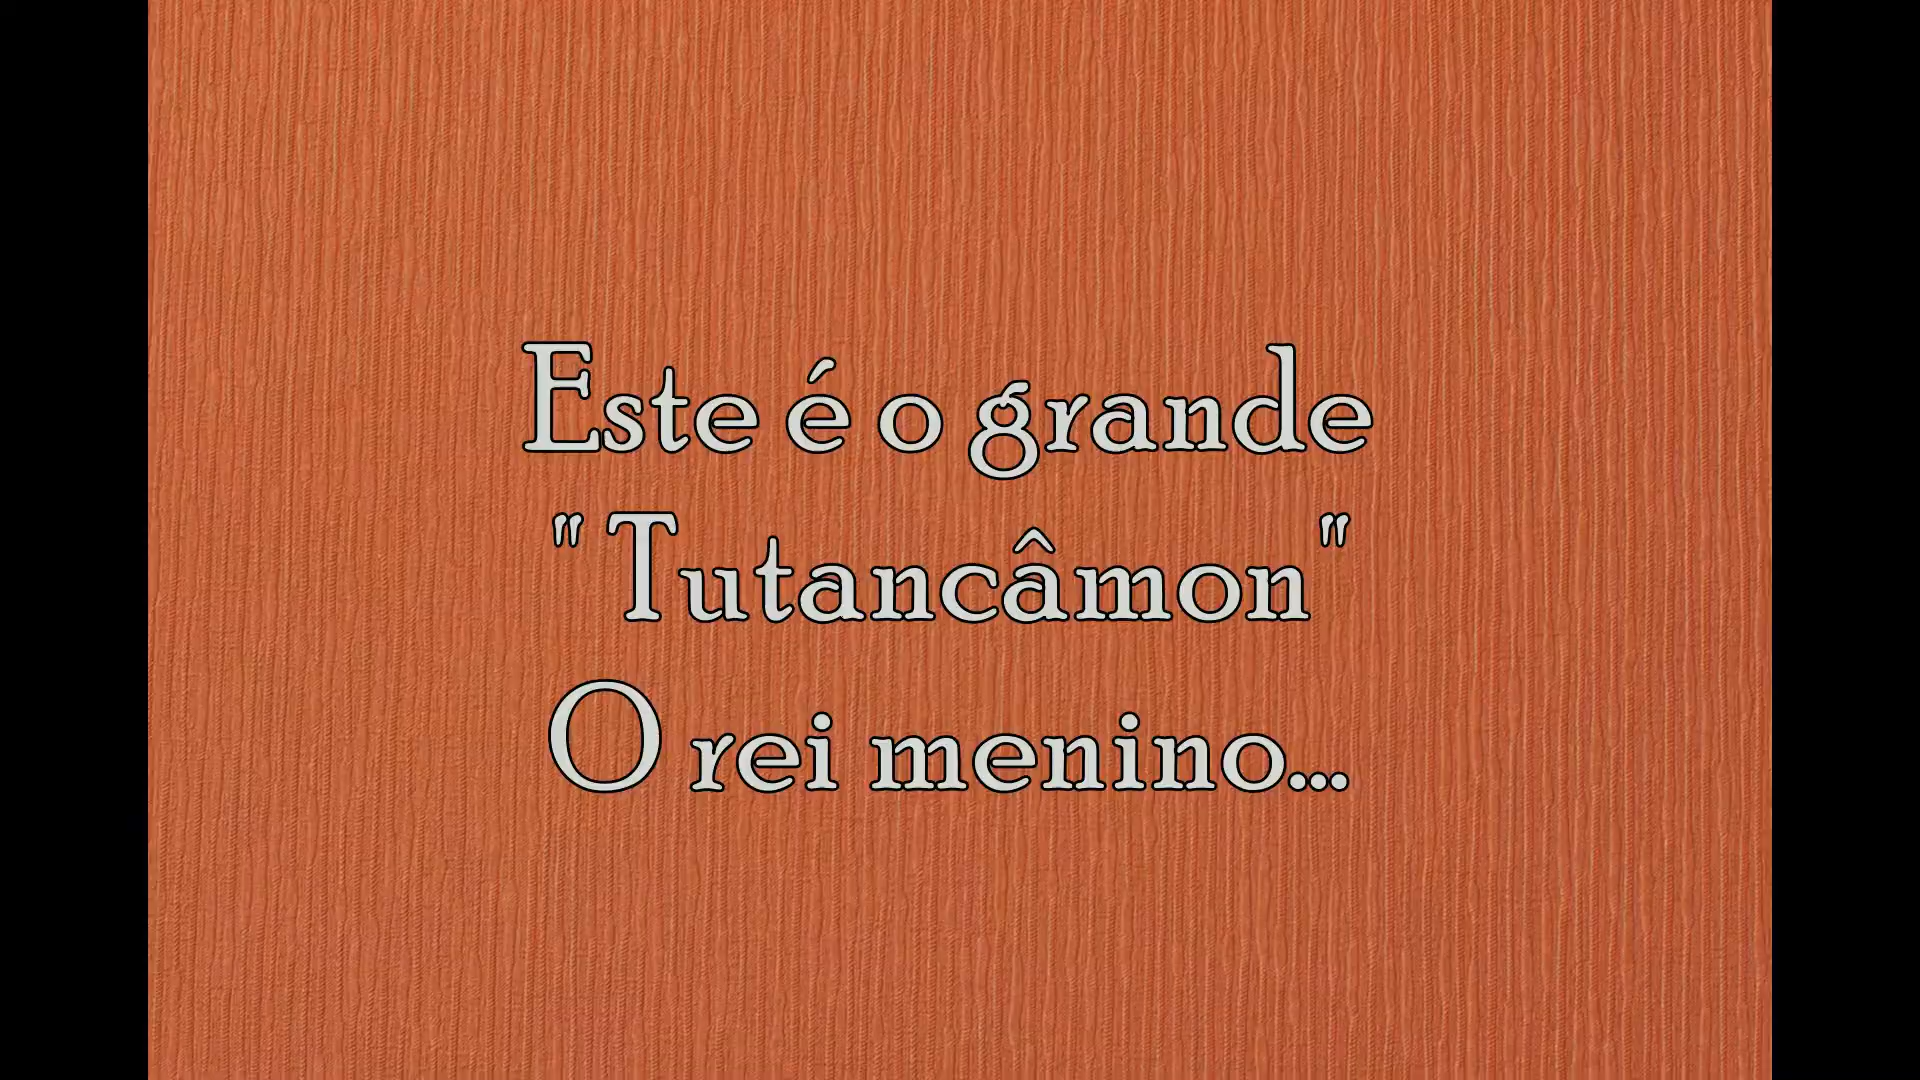 Este é o grande
" Tutancâmon "
O rei menino...